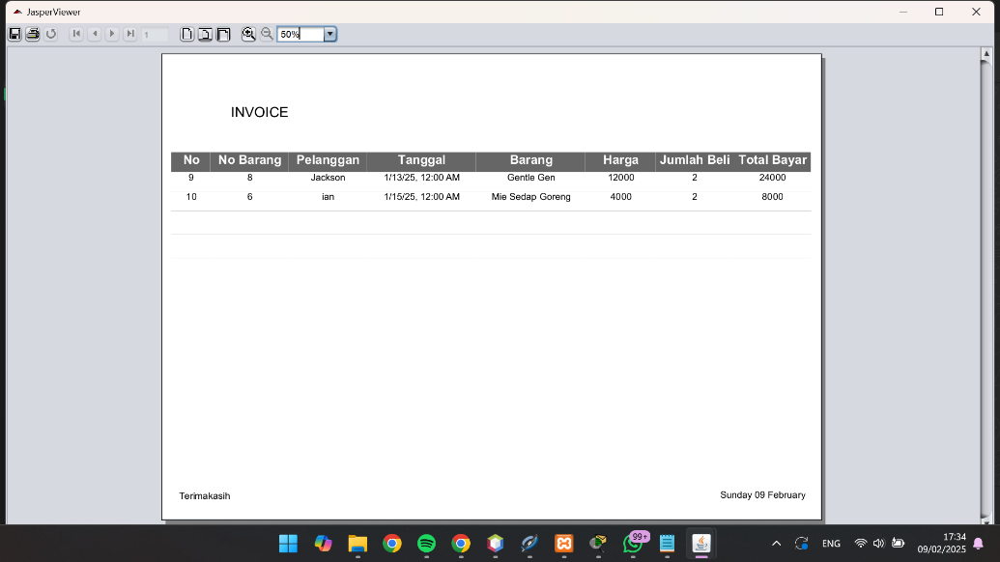 JasperViewer
1
50%
INVOICE
No No Barang Pelanggan Tanggal Barang Harga Jumlah Beli Total Bayar
9 8 Jackson 1/13/25, 12:00 AM Gentle Gen 12000 2 24000
10 6 ian 1/15/25, 12:00 AM Mie Sedap Goreng 4000 2 8000
Terimakasih
Sunday 09 February
99+
ENG
17:34
09/02/2025